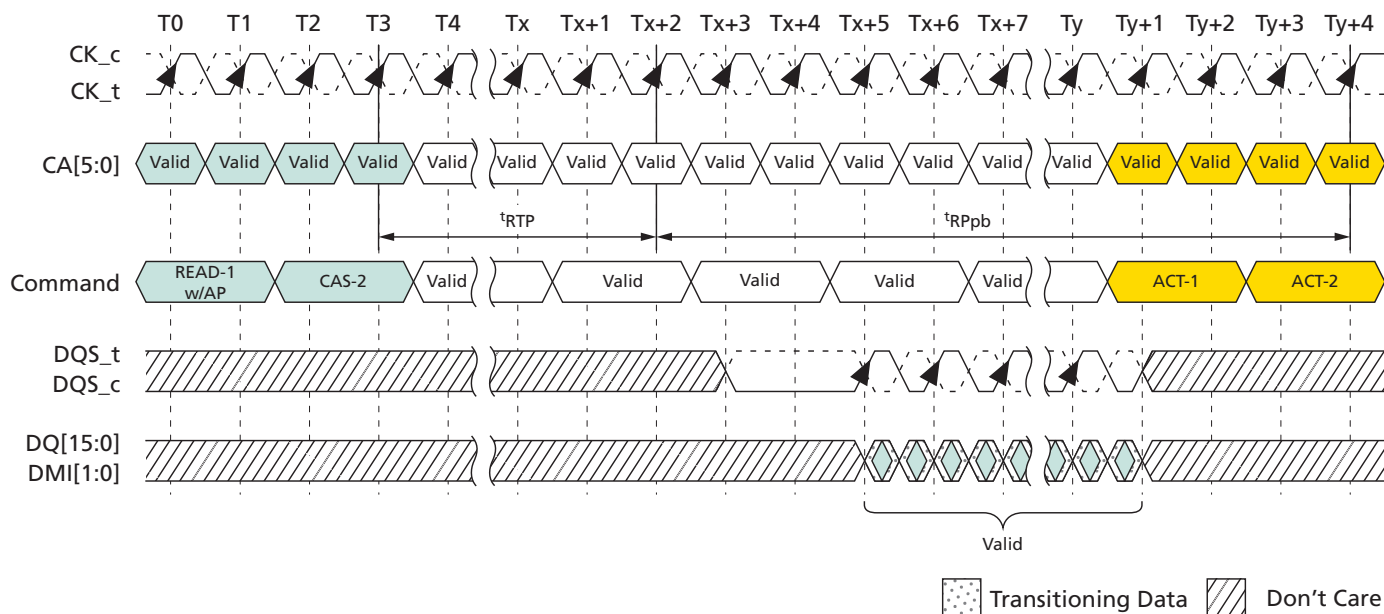 T0 T1 T2 T3 T4 Tx Tx+1 Tx+2 Tx+3 Tx+4 Tx+5 Tx+6 Tx+7 Ty Ty+1 Ty+2 Ty+3 Ty+4
CK_c
CK_t
CA[5:0] Valid Valid Valid Valid Valid Valid Valid Valid Valid Valid Valid Valid Valid Valid Valid Valid Valid Valid
tRTP tRPpb
Command READ-1 w/AP CAS-2 Valid Valid Valid Valid Valid ACT-1 ACT-2
DQS_t
DQS_c
DQ[15:0]
DMI[1:0]
Valid
Transitioning Data Don't Care